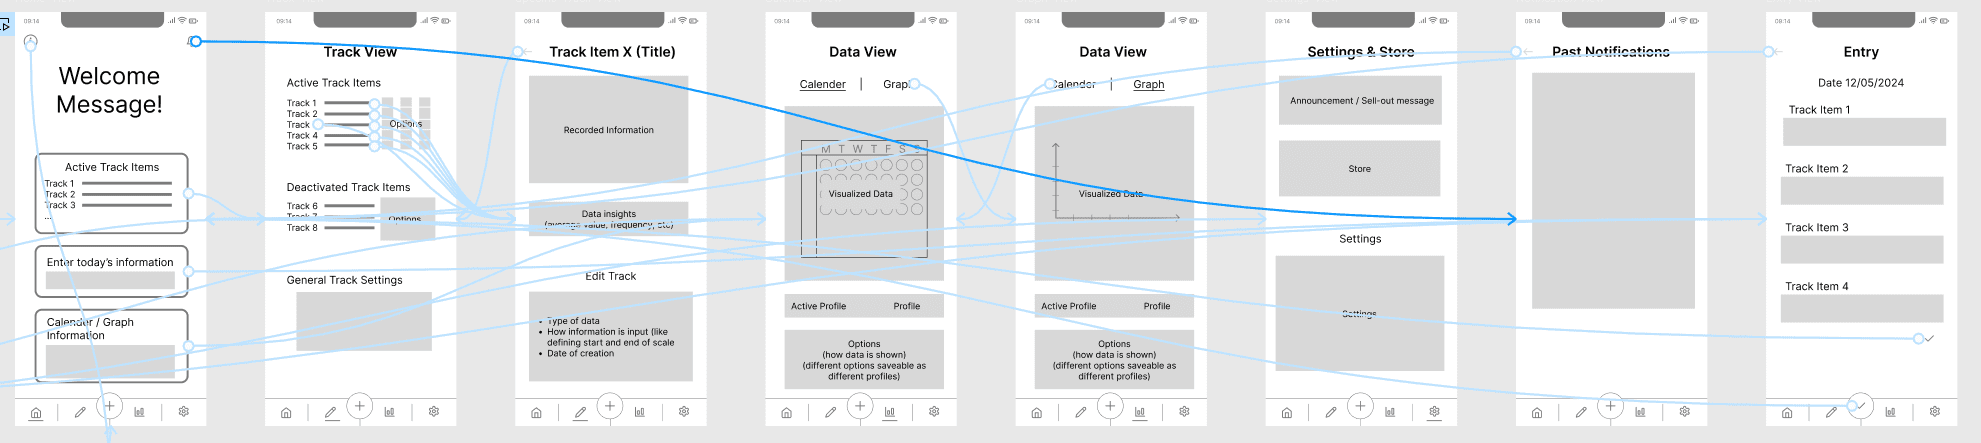 09:14
Welcome
Message!
Active Track Items
Track 1
Track 2
Track 3
...
Enter today's information
Calender / Graph
Information
09:14
Track View
Active Track Items
Track 1
Track 2
Track
Track 4
Track 5
Options
Deactivated Track Items
Track 6
Track 7
Track 8
Options
General Track Settings
09:14
Track Item X (Title)
Recorded Information
Data insights
(average value, frequency, etc)
Edit Track
• Type of data
• How information is input (like
defining start and end of scale
• Date of creation
09:14
Data View
Calender | Graph
M T W T F S S
Visualized Data
Active Profile Profile
Options
(how data is shown)
(different options saveable as
different profiles)
09:14
Data View
Calender | Graph
Visualized Data
Active Profile Profile
Options
(how data is shown)
(different options saveable as
different profiles)
09:14
Settings & Store
Announcement / Sell-out message
Store
Settings
Settings
09:14
Past Notifications
09:14
Entry
Date 12/05/2024
Track Item 1
Track Item 2
Track Item 3
Track Item 4